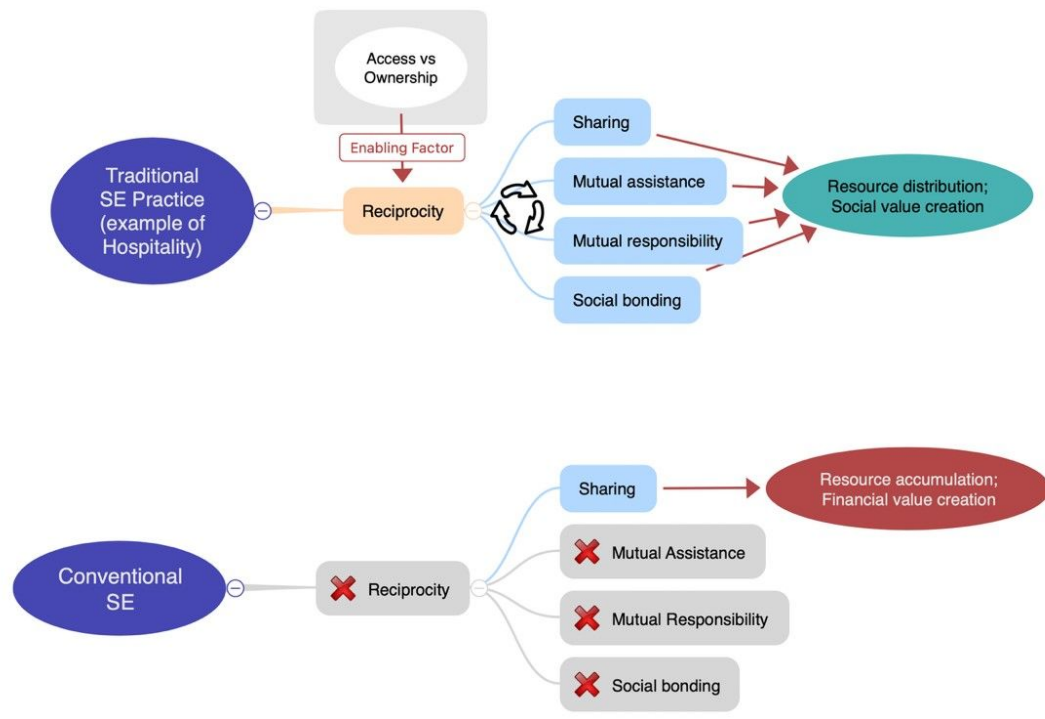 Access vs
Ownership
Enabling Factor
Traditional
SE Practice
(example of
Hospitality)
Reciprocity
Sharing
Mutual assistance
Mutual responsibility
Social bonding
Resource distribution;
Social value creation
Conventional
SE
Reciprocity
Sharing
Mutual Assistance
Mutual Responsibility
Social bonding
Resource accumulation;
Financial value creation